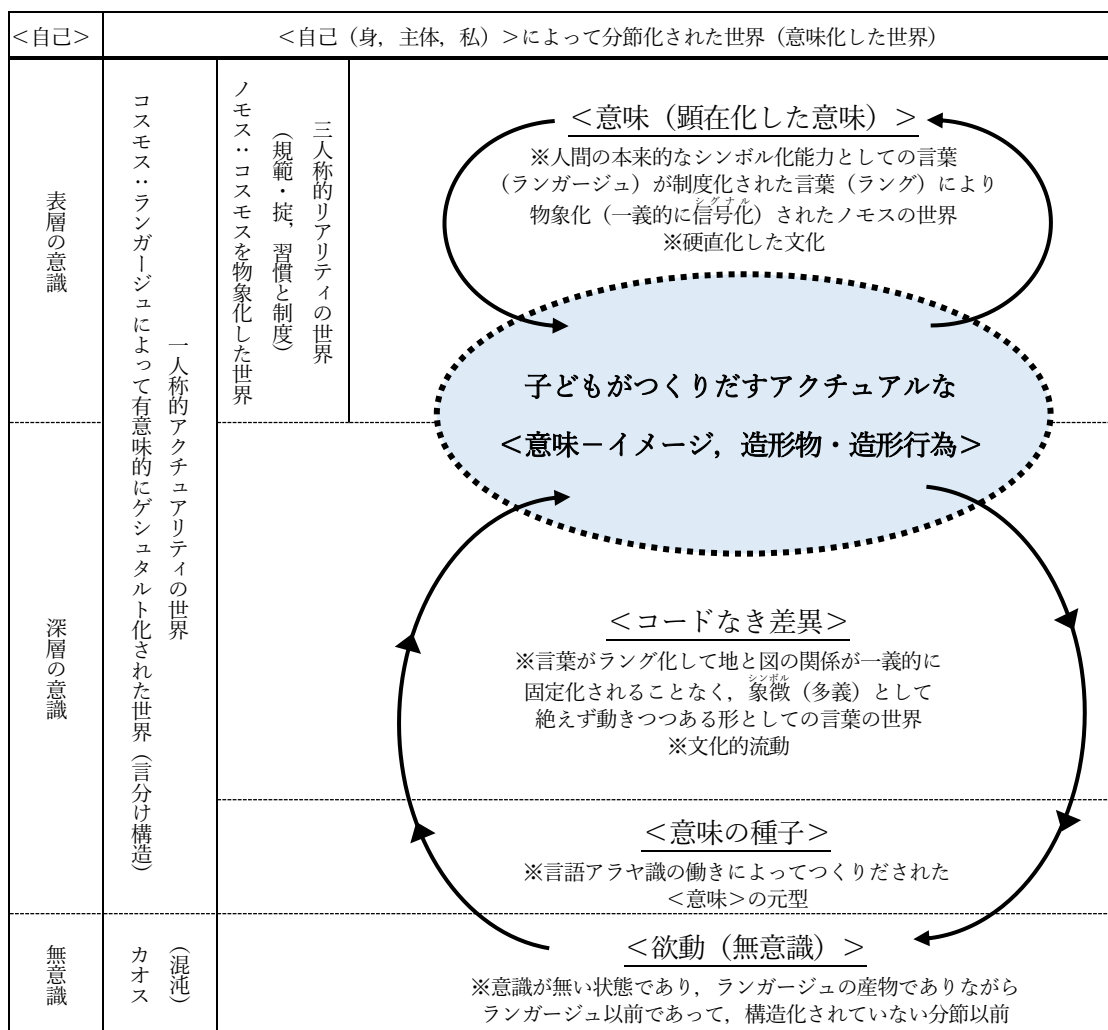 ＜自己＞
＜自己（身，主体，私）＞によって分節化された世界（意味化した世界）
表層の意識
深層の意識
無意識
一人称的アクチュアリティの世界
コスモス：ランガージュによって有意味的にゲシュタルト化された世界（言分け構造）
（混沌）
カオス
三人称的リアリティの世界
（規範・掟，習慣と制度）
ノモス：コスモスを物象化した世界
＜意味（顕在化した意味）＞
※人間の本来的なシンボル化能力としての言葉
（ランガージュ）が制度化された言葉（ラング）により
シグナル
物象化（一義的に信号化）されたノモスの世界
※硬直化した文化
子どもがつくりだすアクチュアルな
＜意味－イメージ，造形物・造形行為＞
＜コードなき差異＞
※言葉がラング化して地と図の関係が一義的に
シンボル
固定化されることなく，象徴（多義）として
絶えず動きつつある形としての言葉の世界
※文化的流動
＜意味の種子＞
※言語アラヤ識の働きによってつくりだされた
＜意味＞の元型
＜欲動（無意識）＞
※意識が無い状態であり，ランガージュの産物でありながら
ランガージュ以前であって，構造化されていない分節以前